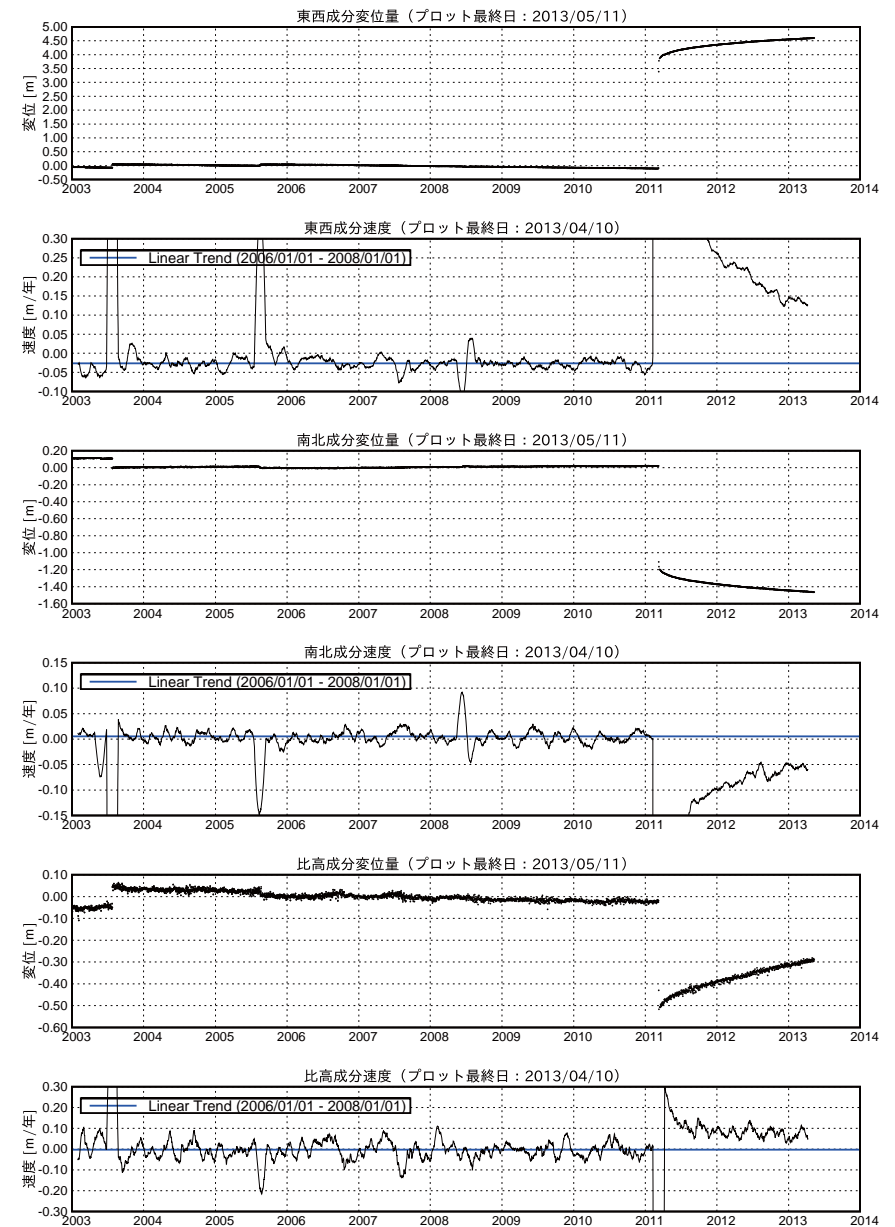 東西成分変位量（プロット最終日：2013/05/11）
5.00
4.50
4.00
3.50
3.00
2.50
2.00
1.50
1.00
0.50
0.00
-0.50
変位 [m]
2003 2004 2005 2006 2007 2008 2009 2010 2011 2012 2013 2014
東西成分速度（プロット最終日：2013/04/10）
0.30
0.25
0.20
0.15
0.10
0.05
0.00
-0.05
-0.10
速度 [m/年]
Linear Trend (2006/01/01 - 2008/01/01)
2003 2004 2005 2006 2007 2008 2009 2010 2011 2012 2013 2014
南北成分変位量（プロット最終日：2013/05/11）
0.20
0.00
-0.20
-0.40
-0.60
-0.80
-1.00
-1.20
-1.40
-1.60
変位 [m]
2003 2004 2005 2006 2007 2008 2009 2010 2011 2012 2013 2014
南北成分速度（プロット最終日：2013/04/10）
0.15
0.10
0.05
0.00
-0.05
-0.10
-0.15
速度 [m/年]
Linear Trend (2006/01/01 - 2008/01/01)
2003 2004 2005 2006 2007 2008 2009 2010 2011 2012 2013 2014
比高成分変位量（プロット最終日：2013/05/11）
0.10
0.00
-0.10
-0.20
-0.30
-0.40
-0.50
-0.60
変位 [m]
2003 2004 2005 2006 2007 2008 2009 2010 2011 2012 2013 2014
比高成分速度（プロット最終日：2013/04/10）
0.30
0.20
0.10
0.00
-0.10
-0.20
-0.30
速度 [m/年]
Linear Trend (2006/01/01 - 2008/01/01)
2003 2004 2005 2006 2007 2008 2009 2010 2011 2012 2013 2014